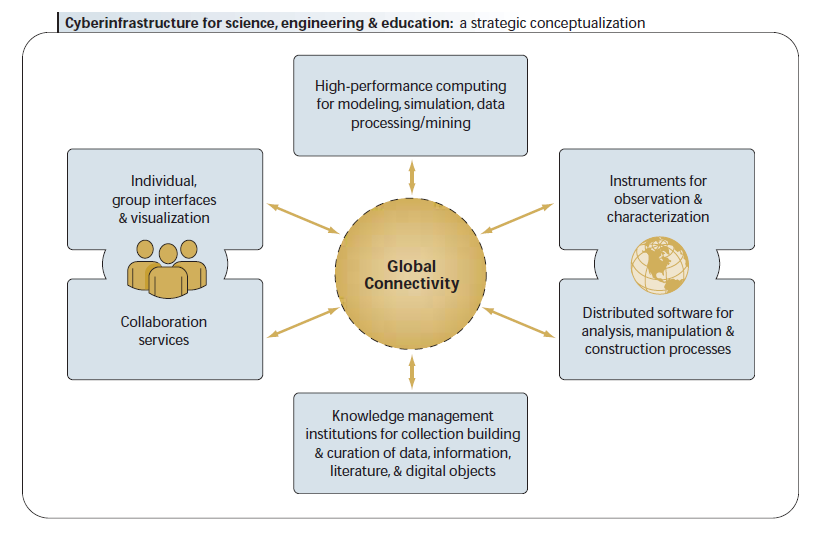 Cyberinfrastructure for science, engineering & education: a strategic conceptualization
High-performance computing
for modeling, simulation, data
processing/mining
Individual,
group interfaces
& visualization
Instruments for
observation &
characterization
Global
Connectivity
Collaboration
services
Distributed software for
analysis, manipulation &
construction processes
Knowledge management
institutions for collection building
& curation of data, information,
literature, & digital objects